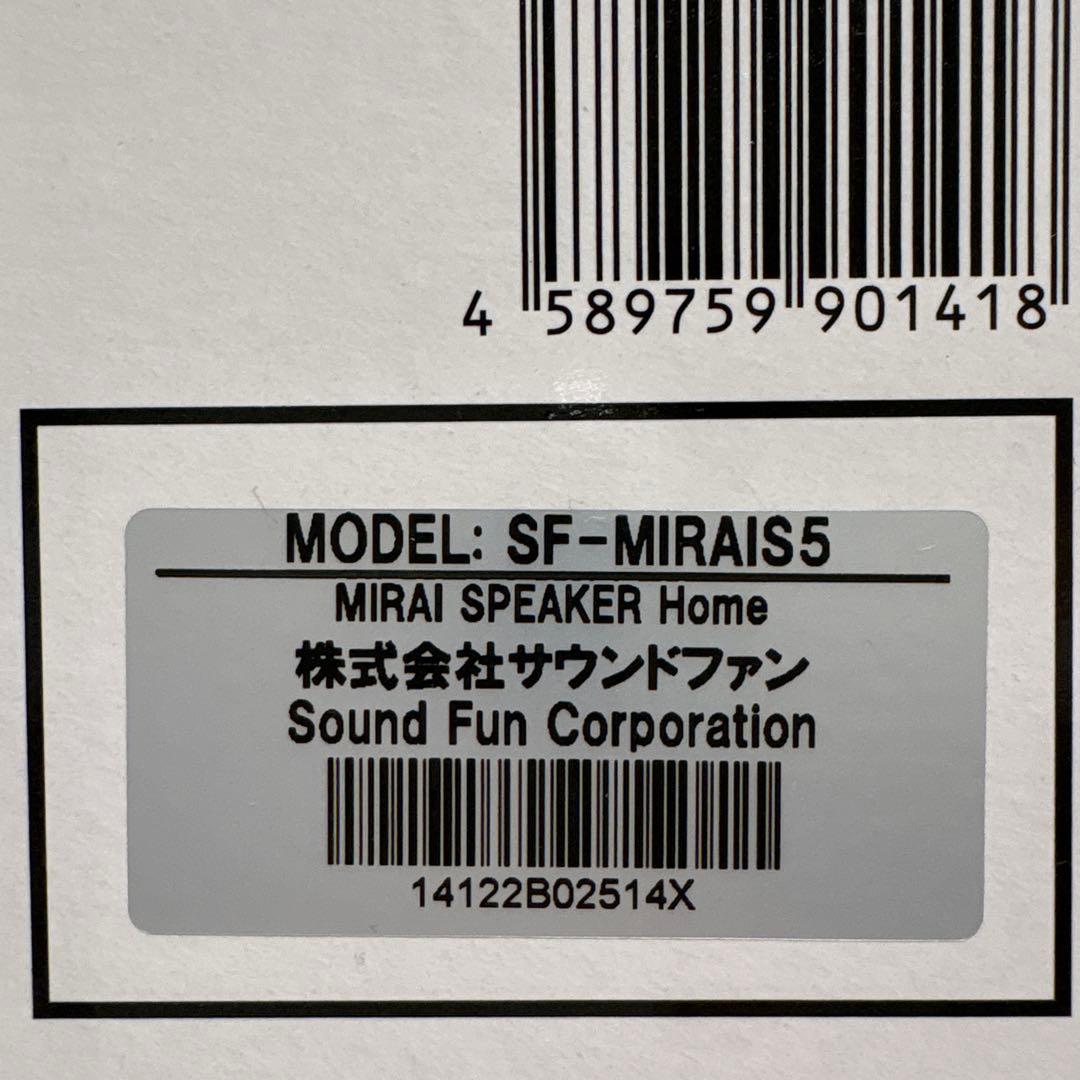 4 589759 901418
MODEL: SF-MIRAIS5
MIRAI SPEAKER Home
株式会社サウンドファン
Sound Fun Corporation
14122B02514X